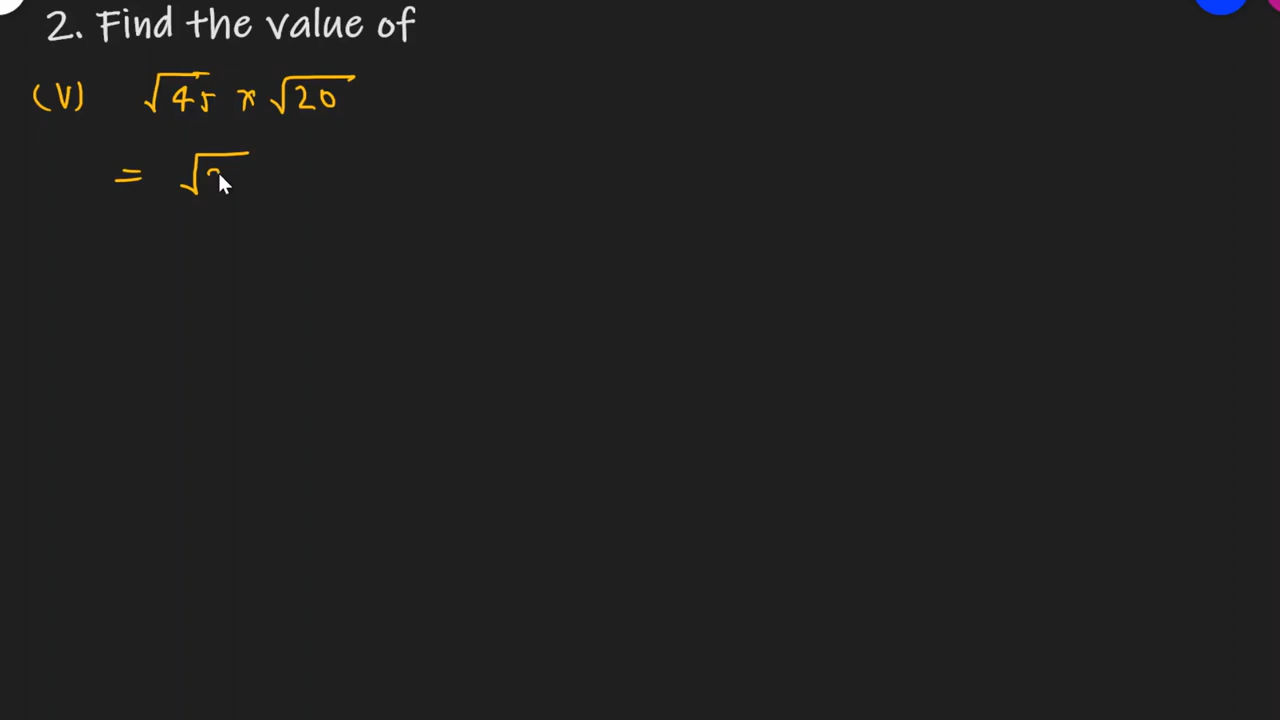 2. Find the value of
(V) √45 × √20
= √